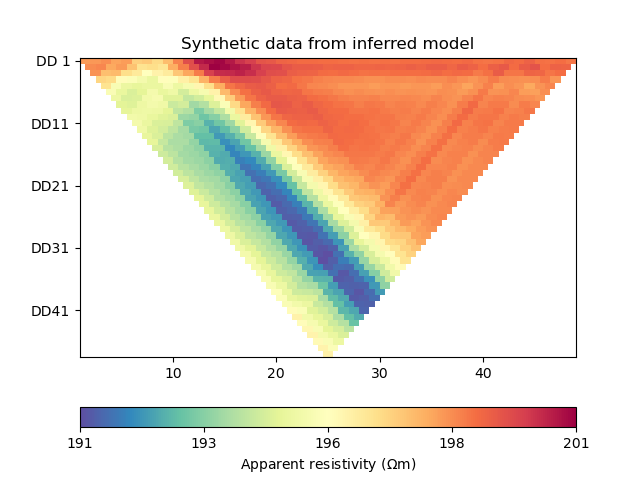 Synthetic data from inferred model
DD 1
DD11
DD21
DD31
DD41
10 20 30 40
191 193 196 198 201
Apparent resistivity (Ωm)